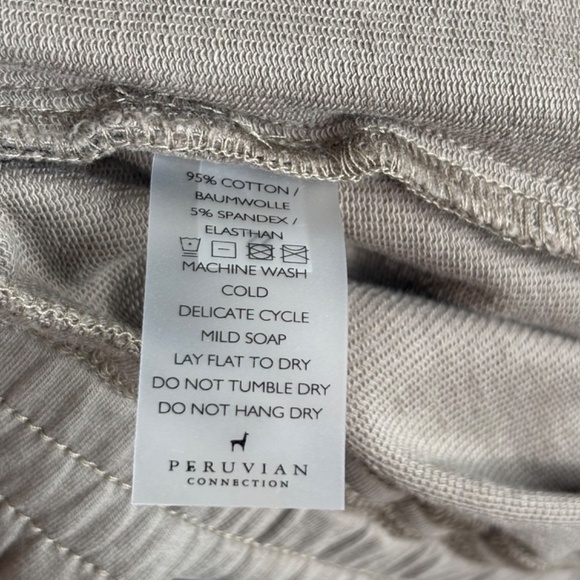 95% COTTON /
BAUMWOLLE
5% SPANDEX /
ELASTHAN
MACHINE WASH
COLD
DELICATE CYCLE
MILD SOAP
LAY FLAT TO DRY
DO NOT TUMBLE DRY
DO NOT HANG DRY
PERUVIAN
CONNECTION